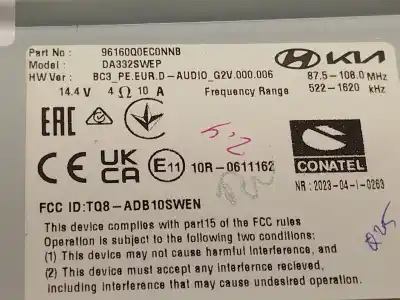 Part No : 96160Q0EC0NNB
Model : DA332SWEP
HYUNDAI KIA
HW Ver : BC3_PE.EUR.D-AUDIO_G2V.000.006
87.5-108.0 MHz
14.4 V 4 Ω 10 A
Frequency Range 522-1620 kHz
EAC
CE UK CA E11 10R-0611162
CONATEL
NR : 2023-04-I-0263
FCC ID:TQ8-ADB10SWEN
This device complies with part15 of the FCC rules
Operation is subject to the following two conditions:
(1) This device may not cause harmful interference, and
(2) This device must accept any internce recieved,
including interference that may cause undesired operation.